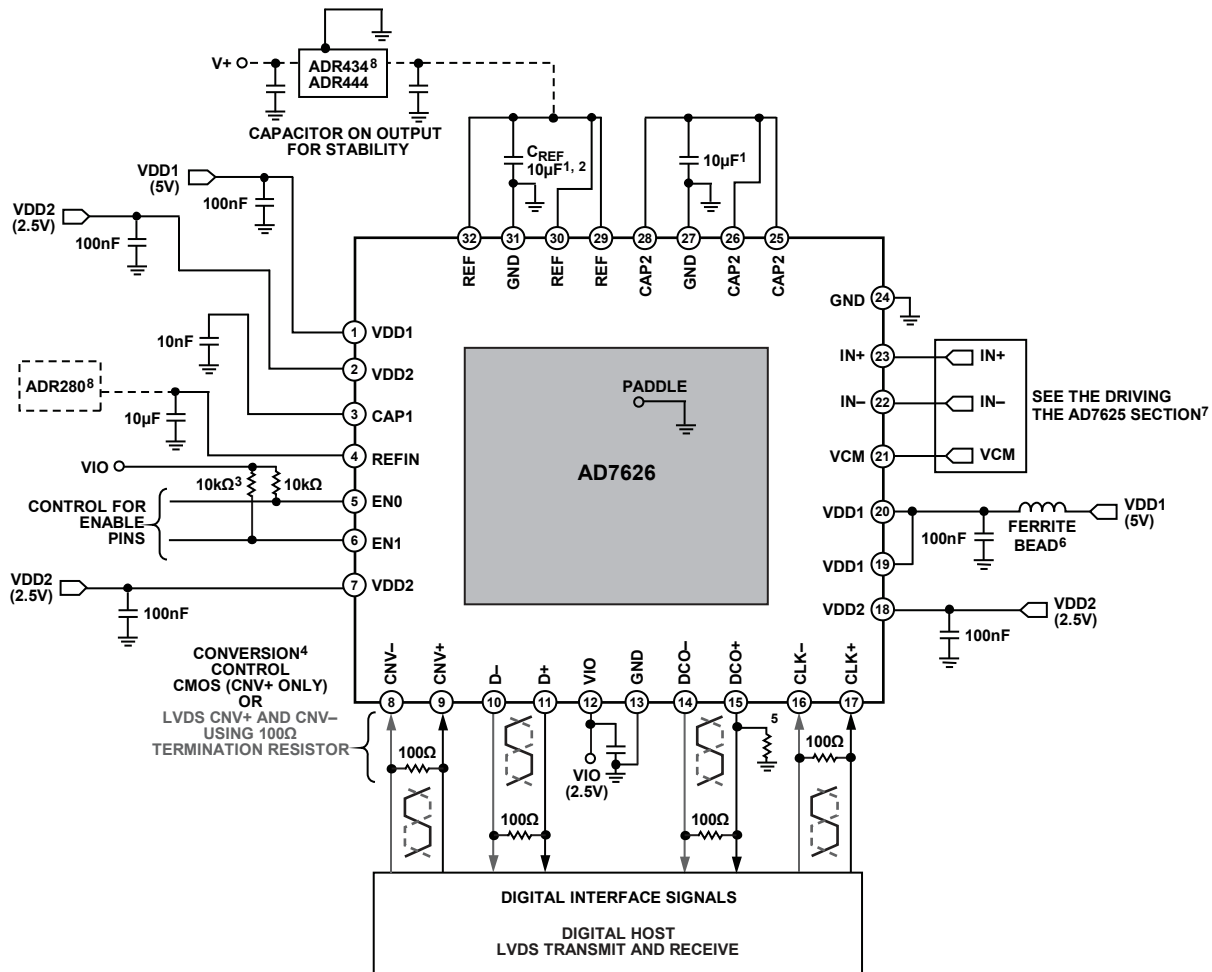 V+
ADR434⁸
ADR444
CAPACITOR ON OUTPUT
FOR STABILITY
VDD1
(5V)
100nF
VDD2
(2.5V)
100nF
CREF
10µF1, 2
10µF1
32
31
30
29
28
27
26
25
REF
GND
REF
REF
CAP2
GND
CAP2
CAP2
1
VDD1
10nF
2
VDD2
ADR280⁸
3
CAP1
10µF
4
REFIN
VIO
10kΩ³
10kΩ
CONTROL FOR
ENABLE
PINS
5
EN0
6
EN1
VDD2
(2.5V)
7
VDD2
100nF
PADDLE
AD7626
GND
24
IN+
23
IN+
IN–
22
IN–
SEE THE DRIVING
THE AD7625 SECTION⁷
VCM
21
VCM
VDD1
20
VDD1
(5V)
100nF
FERRITE
BEAD⁶
VDD1
19
VDD2
18
VDD2
(2.5V)
100nF
CONVERSION⁴
CONTROL
CMOS (CNV+ ONLY)
OR
LVDS CNV+ AND CNV–
USING 100Ω
TERMINATION RESISTOR
CNV–
CNV+
D–
D+
VIO
GND
DCO–
DCO+
CLK–
CLK+
8
9
10
11
12
13
14
15
16
17
100Ω
VIO
(2.5V)
5
100Ω
100Ω
100Ω
DIGITAL INTERFACE SIGNALS
DIGITAL HOST
LVDS TRANSMIT AND RECEIVE